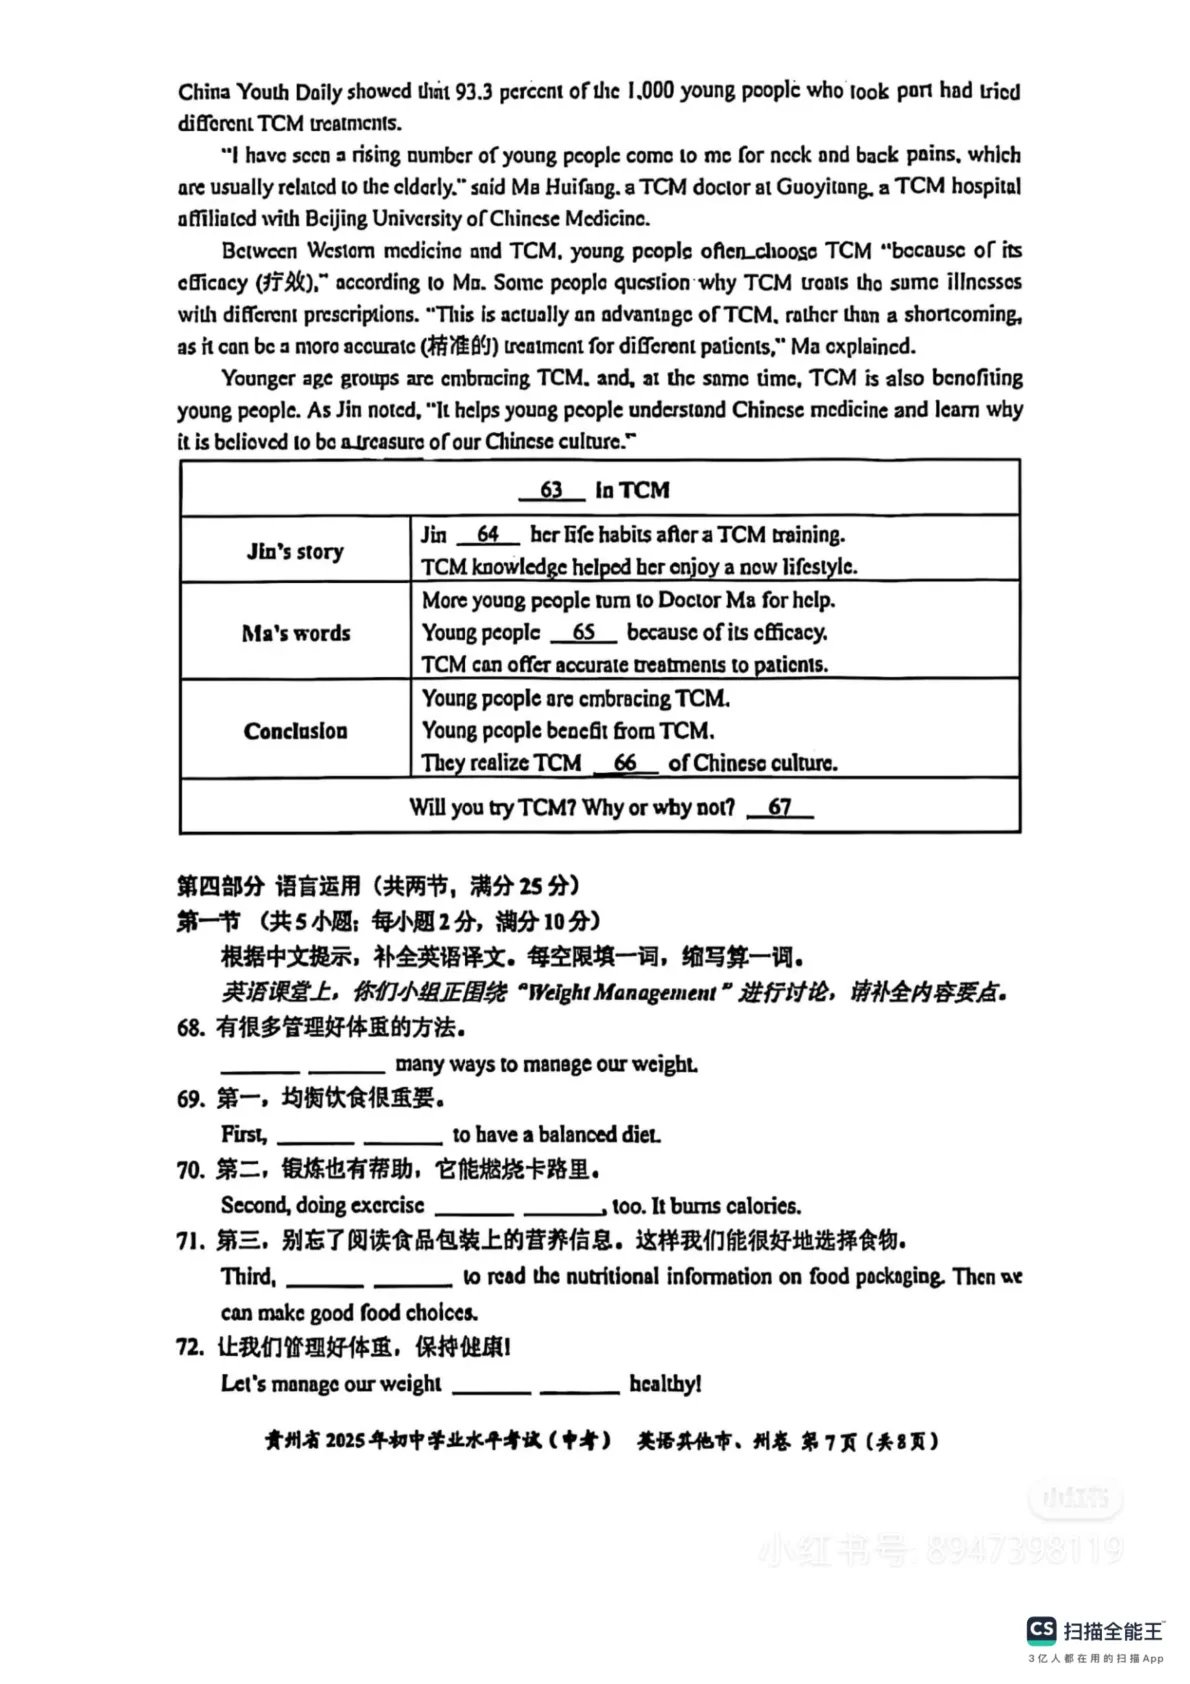 China Youth Daily showed that 93.3 percent of the 1,000 young people who took part had tried
different TCM treatments.
"I have seen a rising number of young people come to me for neck and back pains, which
are usually related to the elderly," said Ma Huifang, a TCM doctor at Guoyitang, a TCM hospital
affiliated with Beijing University of Chinese Medicine.
Between Western medicine and TCM, young people often choose TCM "because of its
efficacy (疗效)," according to Ma. Some people question why TCM treats the same illnesses
with different prescriptions. "This is actually an advantage of TCM, rather than a shortcoming,
as it can be a more accurate (精准的) treatment for different patients," Ma explained.
Younger age groups are embracing TCM, and, at the same time, TCM is also benefiting
young people. As Jin noted, "It helps young people understand Chinese medicine and learn why
it is believed to be a treasure of our Chinese culture."
63 in TCM
Jin's story
Jin 64 her life habits after a TCM training.
TCM knowledge helped her enjoy a new lifestyle.
Ma's words
More young people turn to Doctor Ma for help.
Young people 65 because of its efficacy.
TCM can offer accurate treatments to patients.
Conclusion
Young people are embracing TCM.
Young people benefit from TCM.
They realize TCM 66 of Chinese culture.
Will you try TCM? Why or why not? 67
第四部分 语言运用（共两节，满分 25 分）
第一节 （共 5 小题；每小题 2 分，满分 10 分）
根据中文提示，补全英语译文。每空限填一词，缩写算一词。
英语课堂上，你们小组正围绕 "Weight Management" 进行讨论，请补全内容要点。
68. 有很多管理好体重的方法。
______ ______ many ways to manage our weight.
69. 第一，均衡饮食很重要。
First, ______ ______ to have a balanced diet.
70. 第二，锻炼也有帮助，它能燃烧卡路里。
Second, doing exercise ______ ______, too. It burns calories.
71. 第三，别忘了阅读食品包装上的营养信息。这样我们能很好地选择食物。
Third, ______ ______ to read the nutritional information on food packaging. Then we
can make good food choices.
72. 让我们管理好体重，保持健康!
Let's manage our weight ______ ______ healthy!
贵州省 2025 年初中学业水平考试（中考） 英语其他市、州卷 第 7 页（共 8 页）
小红书
小红书号: 8947398119
CS 扫描全能王™
3亿人都在用的扫描App